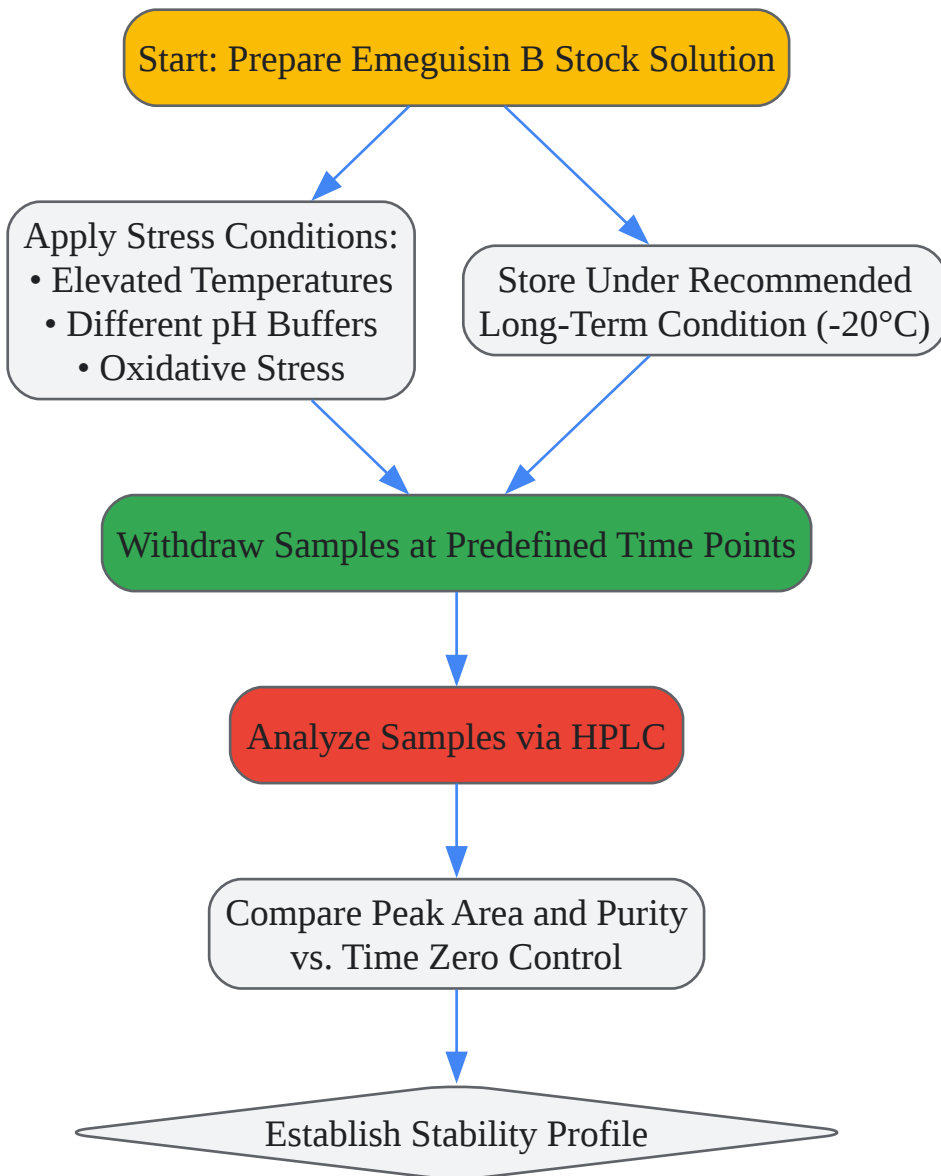 Start: Prepare Emeguisin B Stock Solution
Apply Stress Conditions:
• Elevated Temperatures
• Different pH Buffers
• Oxidative Stress
Store Under Recommended
Long-Term Condition (-20°C)
Withdraw Samples at Predefined Time Points
Analyze Samples via HPLC
Compare Peak Area and Purity
vs. Time Zero Control
Establish Stability Profile